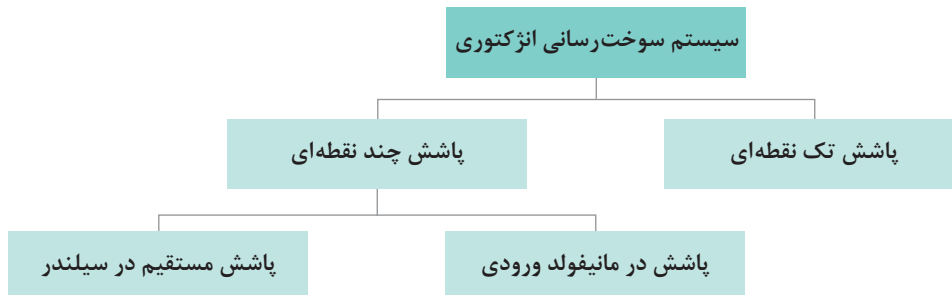 سیستم سوخت‌رسانی انژکتوری
پاشش تک نقطه‌ای
پاشش چند نقطه‌ای
پاشش در مانیفولد ورودی
پاشش مستقیم در سیلندر